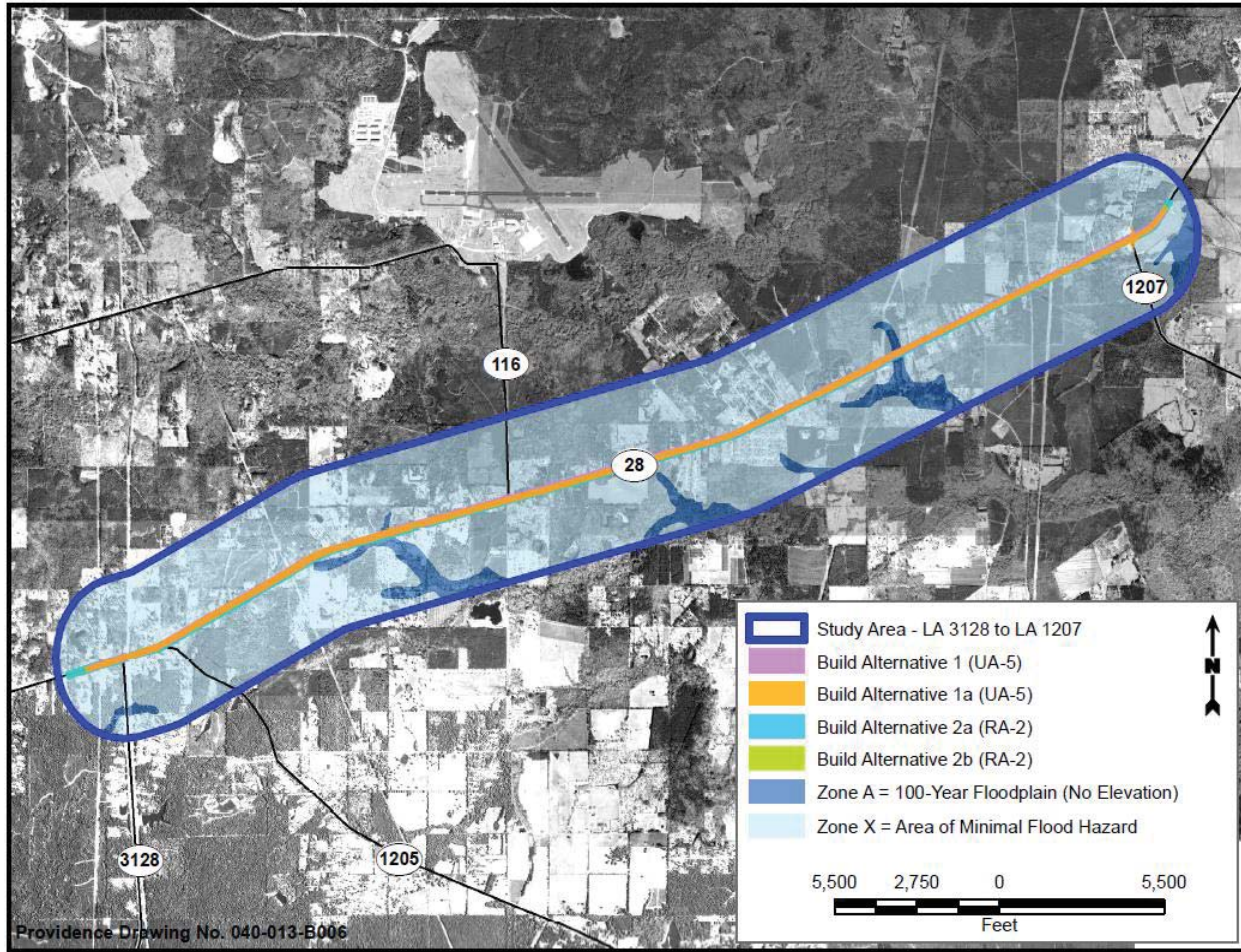 1207
116
28
3128
1205
Study Area - LA 3128 to LA 1207
Build Alternative 1 (UA-5)
Build Alternative 1a (UA-5)
Build Alternative 2a (RA-2)
Build Alternative 2b (RA-2)
Zone A = 100-Year Floodplain (No Elevation)
Zone X = Area of Minimal Flood Hazard
N
5,500 2,750 0 5,500
Feet
Providence Drawing No. 040-013-B006